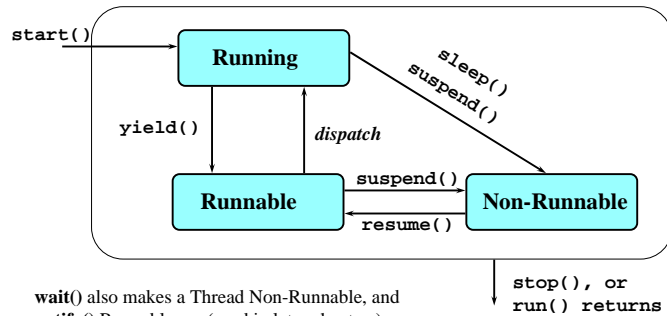 start()
Running
sleep()
suspend()
yield()
dispatch
suspend()
Runnable
Non-Runnable
resume()
stop(), or
run() returns
wait() also makes a Thread Non-Runnable, and